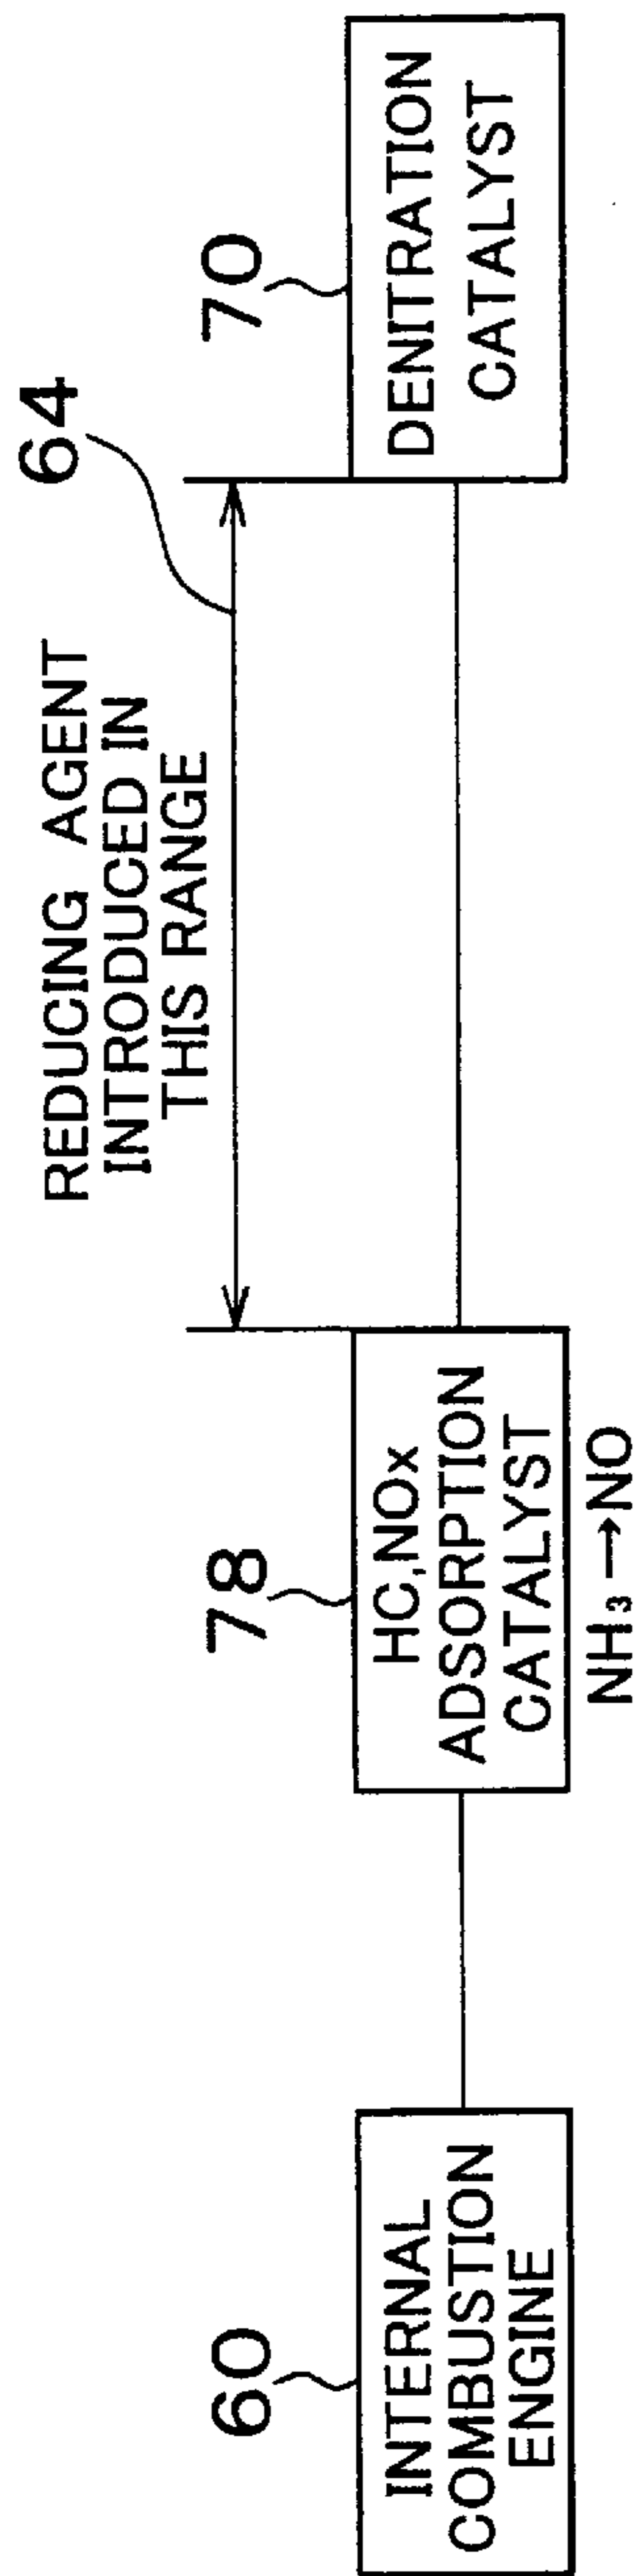 60
INTERNAL
COMBUSTION
ENGINE
78
HC,NOx
ADSORPTION
CATALYST
NH₃ → NO
REDUCING AGENT
INTRODUCED IN
THIS RANGE
64
70
DENITRATION
CATALYST